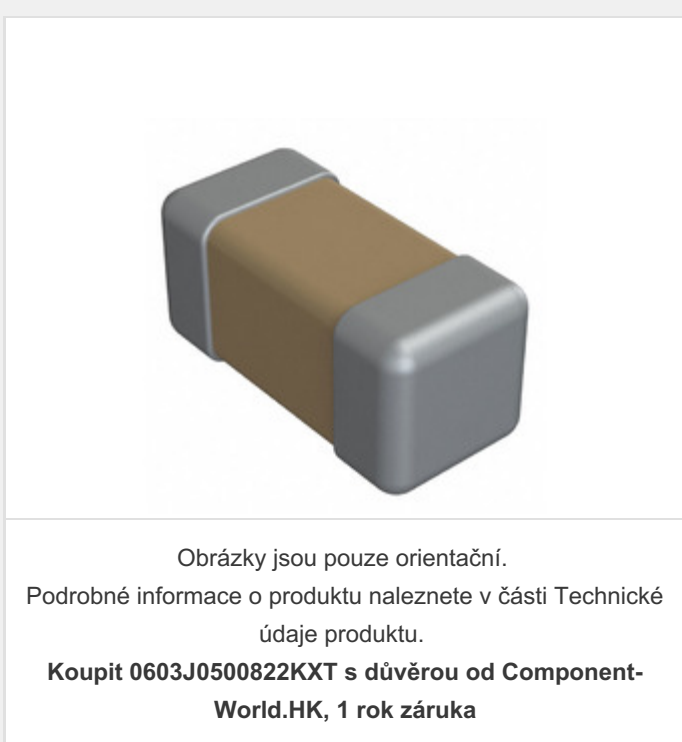 Obrázky jsou pouze orientační.
Podrobné informace o produktu naleznete v části Technické
údaje produktu.
Koupit 0603J0500822KXT s důvěrou od Component-
World.HK, 1 rok záruka